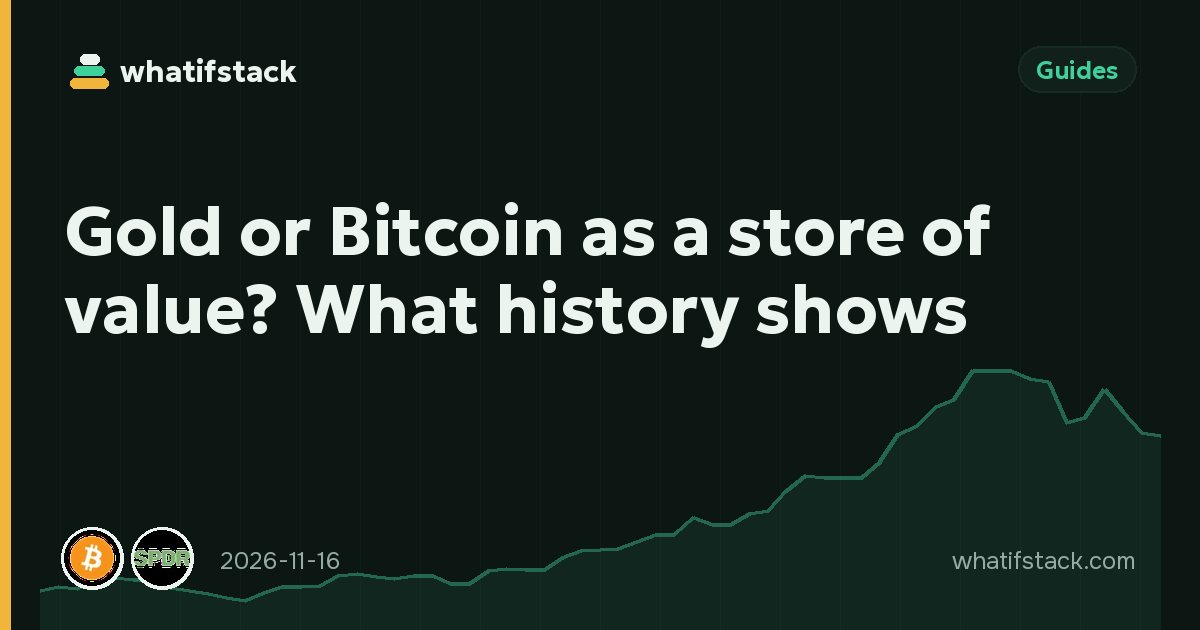 whatifstack
Guides
Gold or Bitcoin as a store of
value? What history shows
SPDR
2026-11-16
whatifstack.com